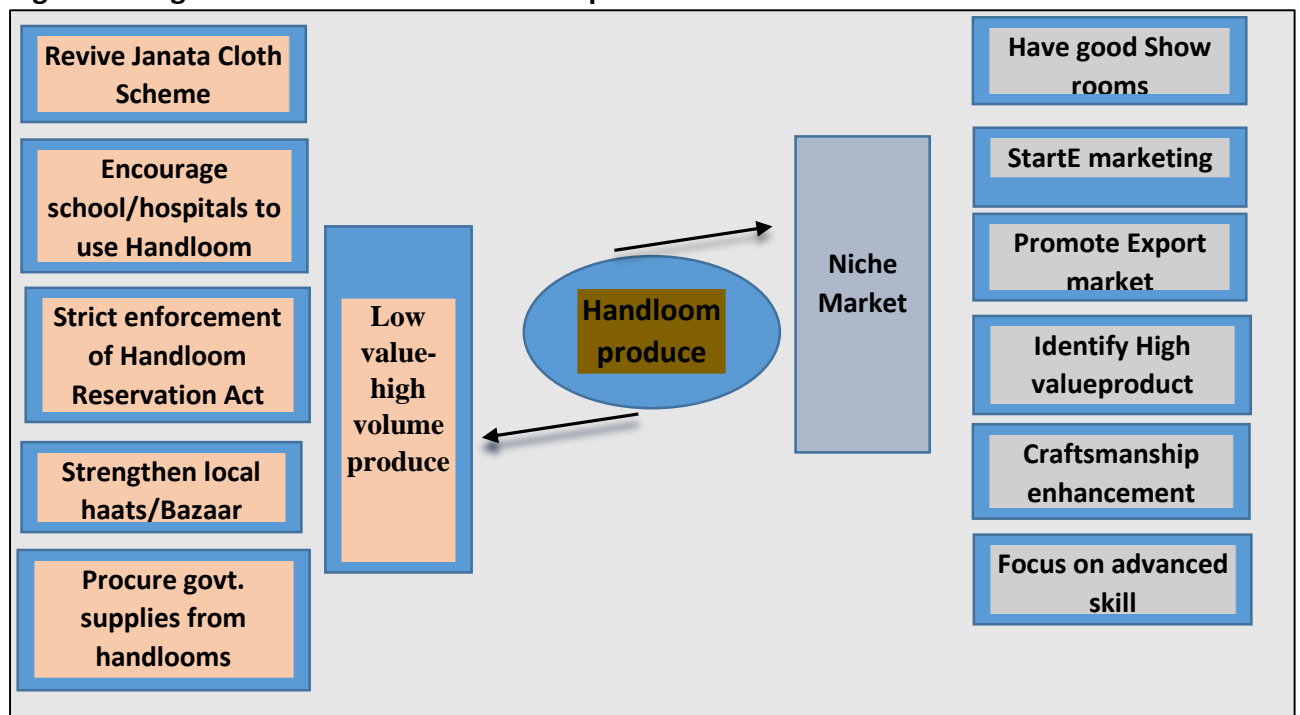 Revive Janata Cloth
Scheme
Encourage
school/hospitals to
use Handloom
Strict enforcement
of Handloom
Reservation Act
Strengthen local
haats/Bazaar
Procure govt.
supplies from
handlooms
Low
value-
high
volume
produce
Handloom
produce
Niche
Market
Have good Show
rooms
StartE marketing
Promote Export
market
Identify High
valueproduct
Craftsmanship
enhancement
Focus on advanced
skill